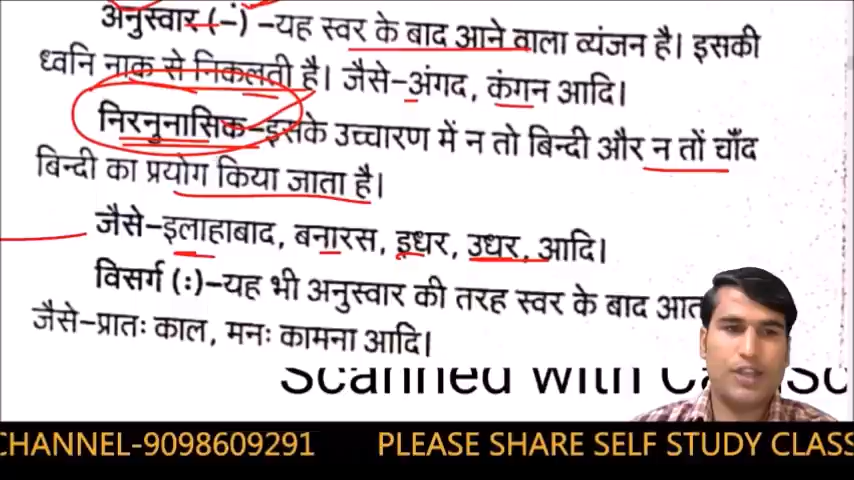 अनुस्वार (–ं) –यह स्वर के बाद आने वाला व्यंजन है। इसकी
ध्वनि नाक से निकलती है। जैसे–अंगद, कंगन आदि।
निरनुनासिक–इसके उच्चारण में न तो बिन्दी और न तों चाँद
बिन्दी का प्रयोग किया जाता है।
जैसे–इलाहाबाद, बनारस, इधर, उधर, आदि।
विसर्ग (ः)–यह भी अनुस्वार की तरह स्वर के बाद
जैसे–प्रातः काल, मनः कामना आदि।
Scanned with
CHANNEL-9098609291 PLEASE SHARE SELF STUDY CLASS